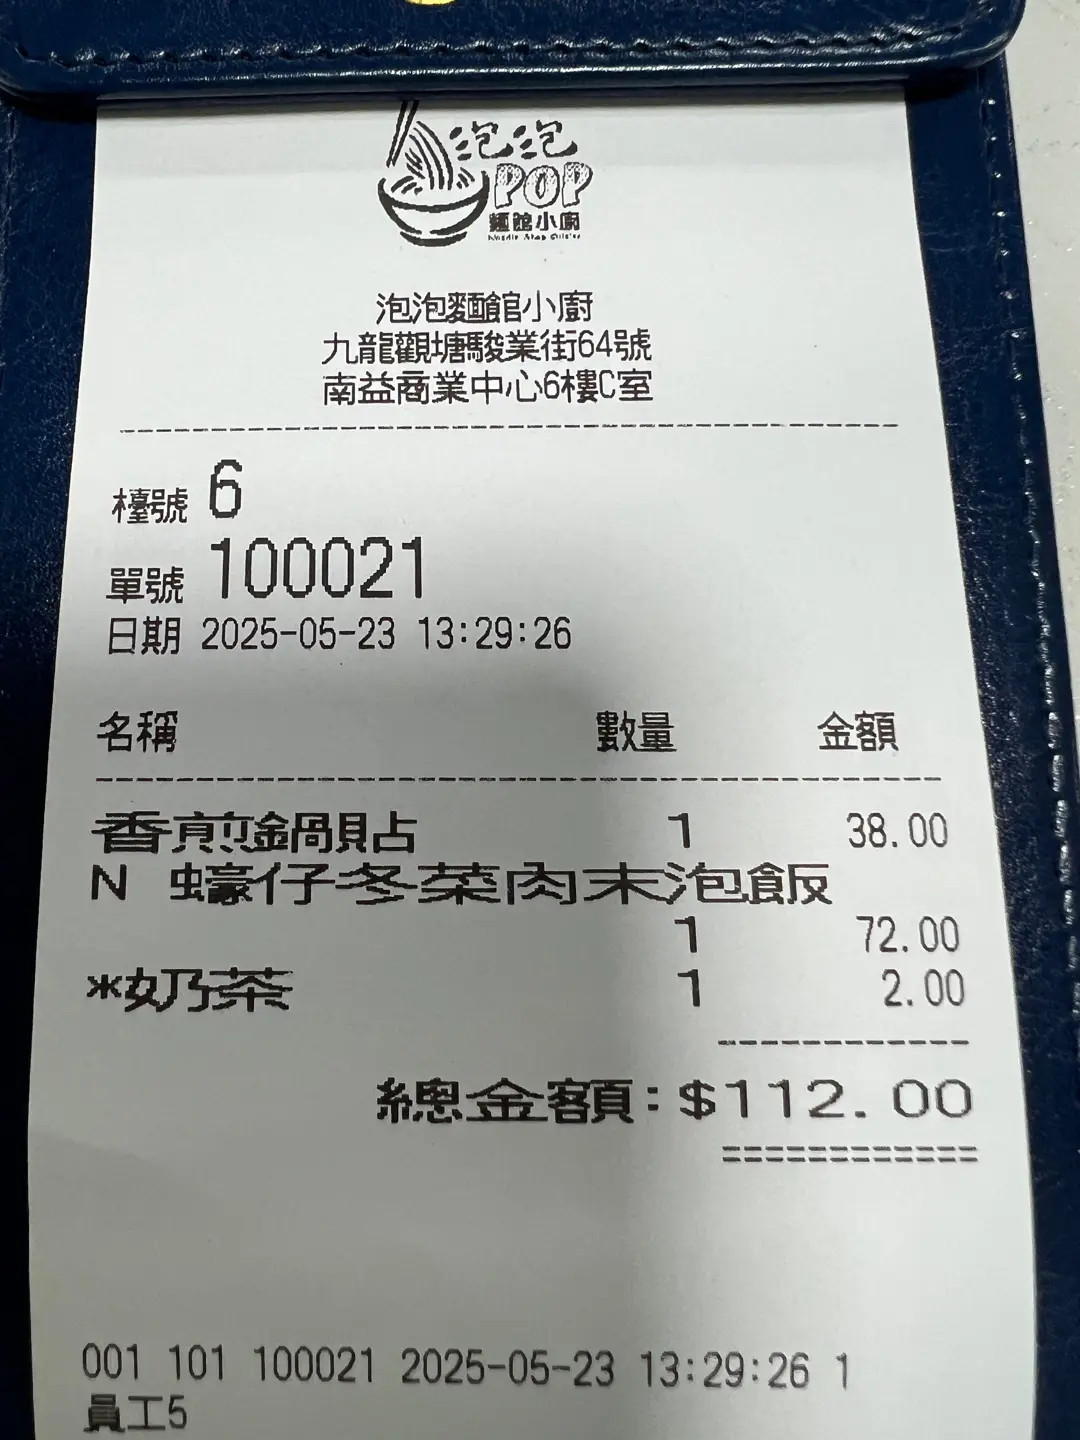 泡泡
POP
麵館小廚
泡泡麵館小廚
九龍觀塘駿業街64號
南益商業中心6樓C室
檯號 6
單號 100021
日期 2025-05-23 13:29:26
名稱 數量 金額
香煎鍋貼 1 38.00
N 蠔仔冬菜肉末泡飯
1 72.00
*奶茶 1 2.00
總金額:$112.00
001 101 100021 2025-05-23 13:29:26 1
員工5